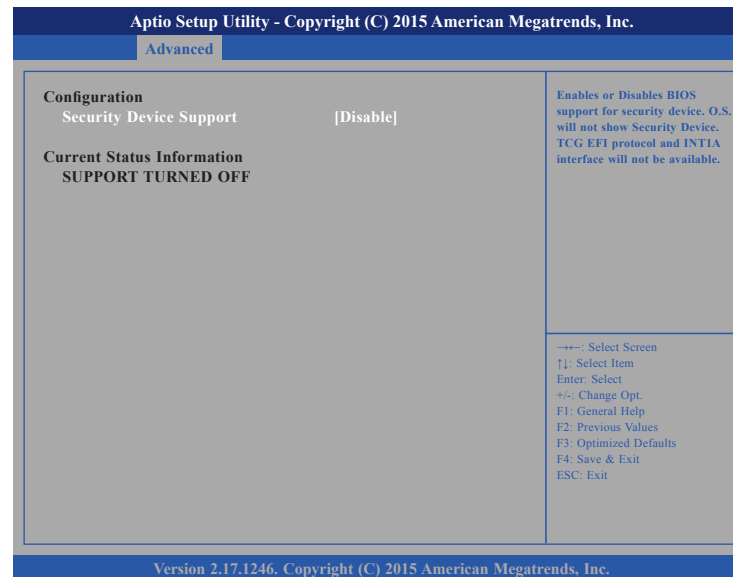 Aptio Setup Utility - Copyright (C) 2015 American Megatrends, Inc.
Advanced
Configuration
Security Device Support [Disable]
Current Status Information
SUPPORT TURNED OFF
Enables or Disables BIOS
support for security device. O.S.
will not show Security Device.
TCG EFI protocol and INT1A
interface will not be available.
→←: Select Screen
↑↓: Select Item
Enter: Select
+/-: Change Opt.
F1: General Help
F2: Previous Values
F3: Optimized Defaults
F4: Save & Exit
ESC: Exit
Version 2.17.1246. Copyright (C) 2015 American Megatrends, Inc.